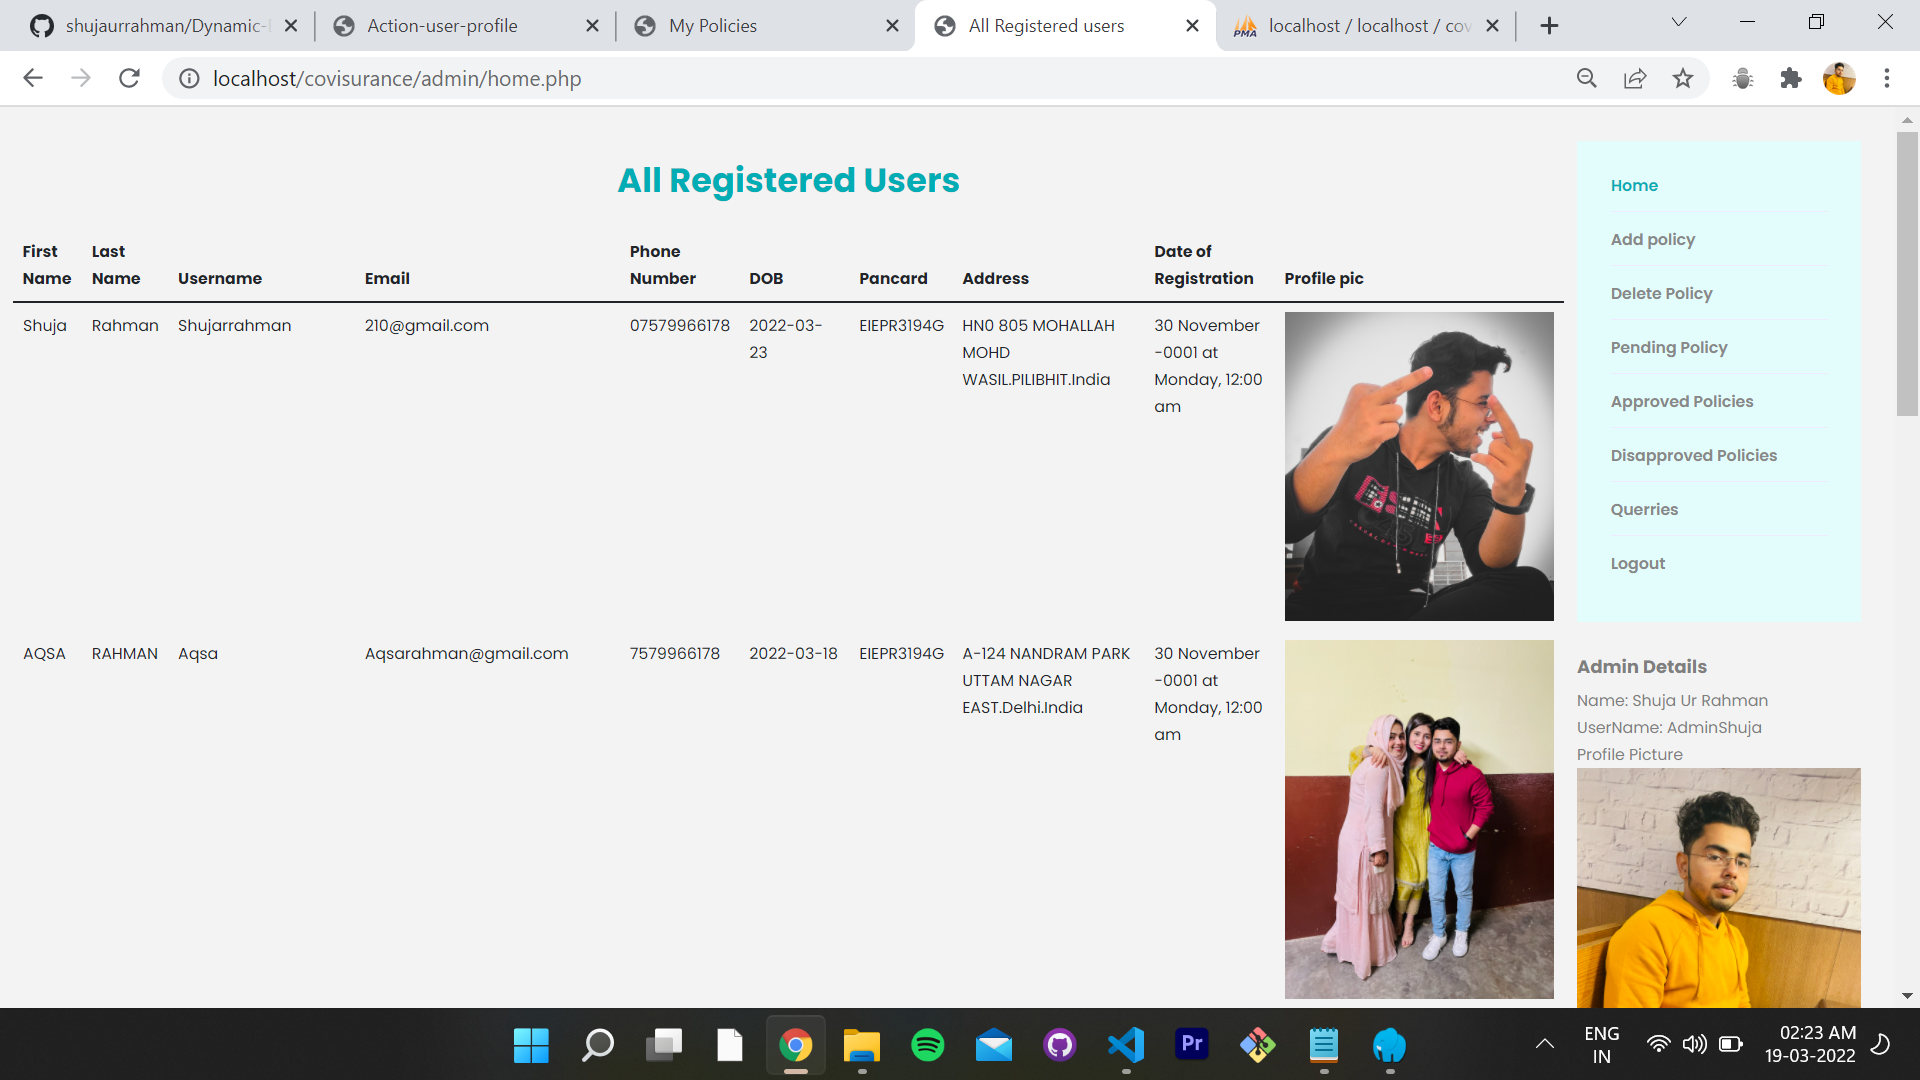 shujaurrahman/Dynamic-
Action-user-profile
My Policies
All Registered users
localhost / localhost / cov
localhost/covisurance/admin/home.php
All Registered Users
First Name
Last Name
Username
Email
Phone Number
DOB
Pancard
Address
Date of Registration
Profile pic
Shuja
Rahman
Shujarrahman
210@gmail.com
07579966178
2022-03-
23
EIEPR3194G
HN0 805 MOHALLAH
MOHD
WASIL.PILIBHIT.India
30 November
-0001 at
Monday, 12:00
am
AQSA
RAHMAN
Aqsa
Aqsarahman@gmail.com
7579966178
2022-03-18
EIEPR3194G
A-124 NANDRAM PARK
UTTAM NAGAR
EAST.Delhi.India
30 November
-0001 at
Monday, 12:00
am
Home
Add policy
Delete Policy
Pending Policy
Approved Policies
Disapproved Policies
Querries
Logout
Admin Details
Name: Shuja Ur Rahman
UserName: AdminShuja
Profile Picture
PMA
Pr
ENG
IN
02:23 AM
19-03-2022